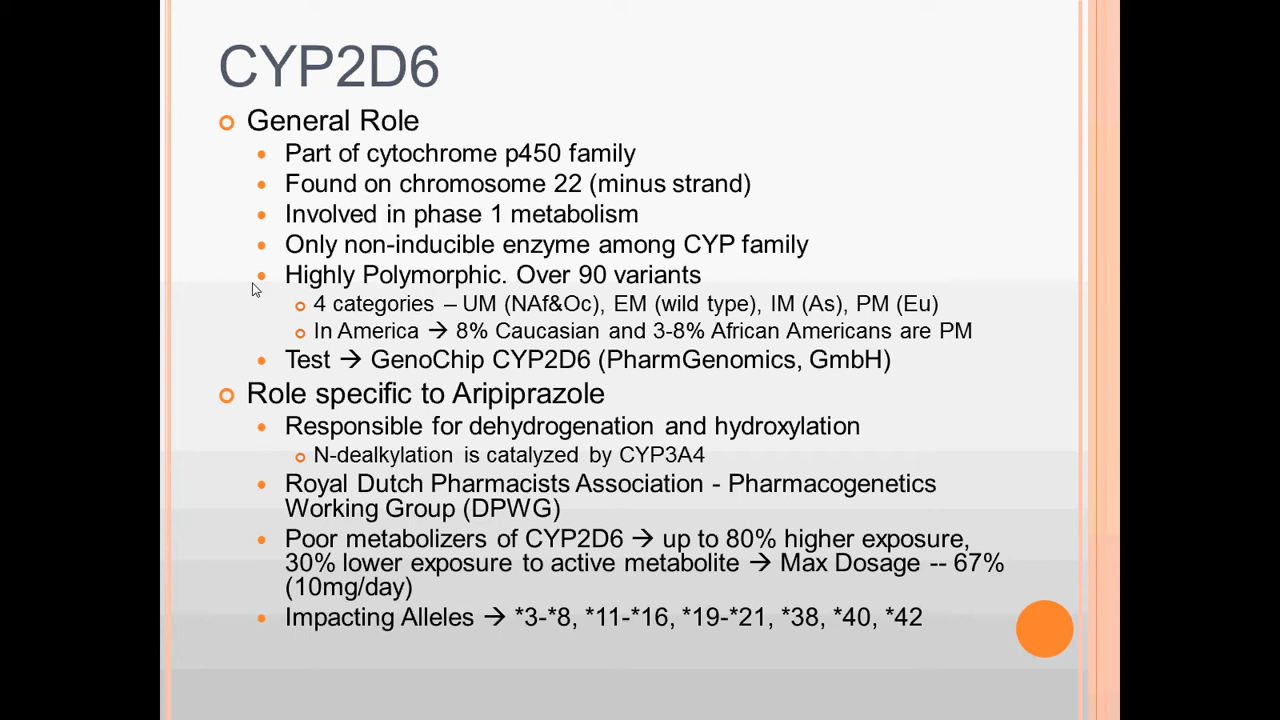 CYP2D6
General Role
Part of cytochrome p450 family
Found on chromosome 22 (minus strand)
Involved in phase 1 metabolism
Only non-inducible enzyme among CYP family
Highly Polymorphic. Over 90 variants
4 categories – UM (NAf&Oc), EM (wild type), IM (As), PM (Eu)
In America → 8% Caucasian and 3-8% African Americans are PM
Test → GenoChip CYP2D6 (PharmGenomics, GmbH)
Role specific to Aripiprazole
Responsible for dehydrogenation and hydroxylation
N-dealkylation is catalyzed by CYP3A4
Royal Dutch Pharmacists Association - Pharmacogenetics
Working Group (DPWG)
Poor metabolizers of CYP2D6 → up to 80% higher exposure,
30% lower exposure to active metabolite → Max Dosage -- 67%
(10mg/day)
Impacting Alleles → *3-*8, *11-*16, *19-*21, *38, *40, *42